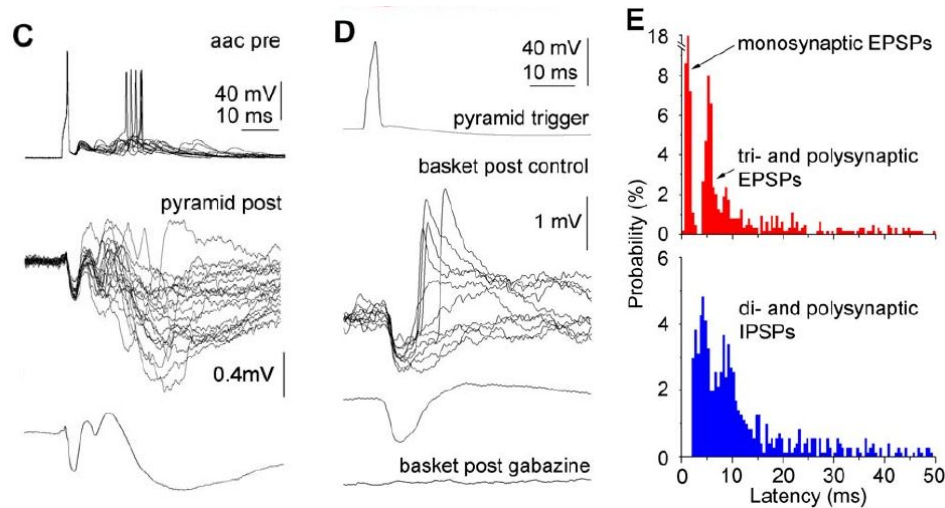 C
aac pre
40 mV
10 ms
pyramid post
0.4mV
D
40 mV
10 ms
pyramid trigger
basket post control
1 mV
basket post gabazine
E
18
8
6
4
2
0
monosynaptic EPSPs
tri- and polysynaptic
EPSPs
Probability (%)
6
4
2
0
di- and polysynaptic
IPSPs
0 10 20 30 40 50
Latency (ms)